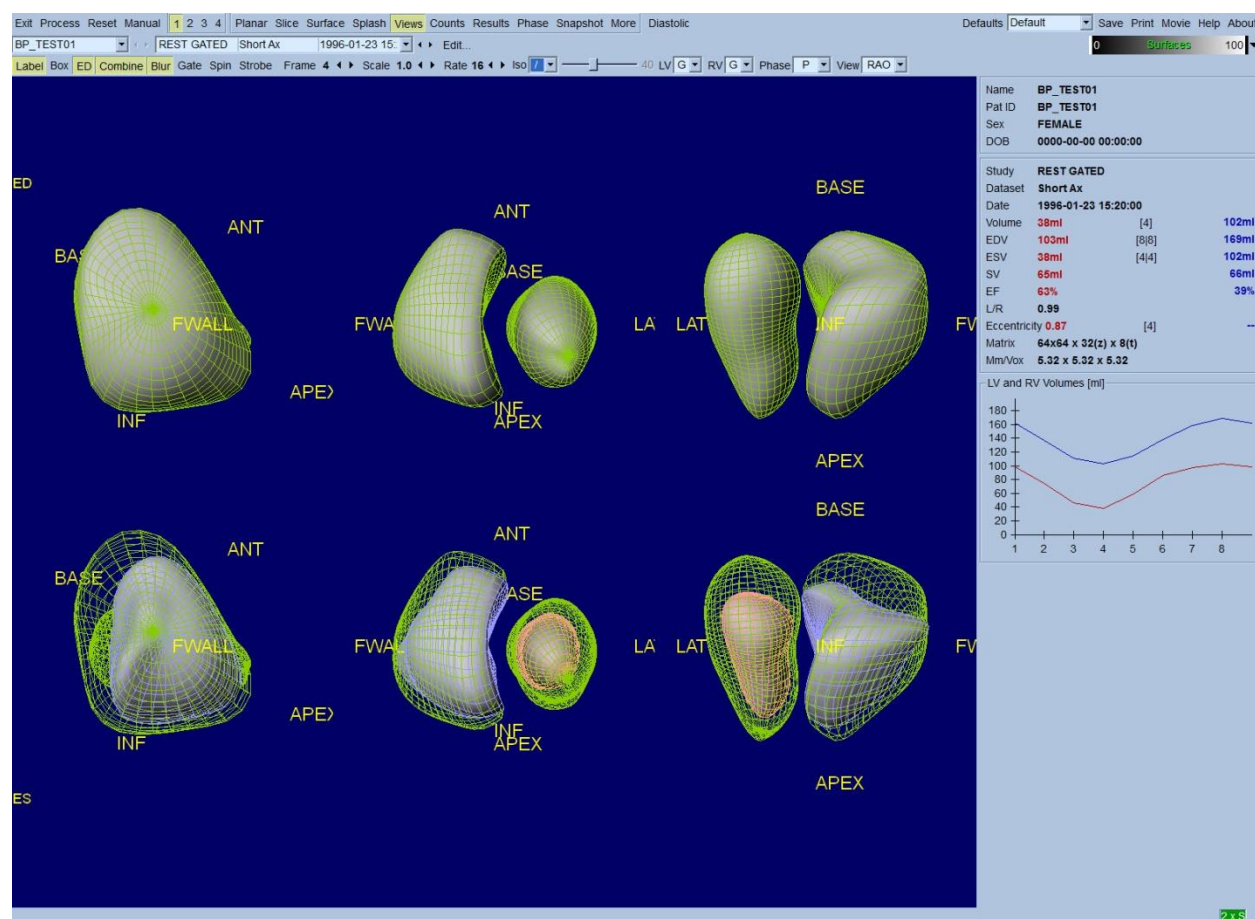 Exit Process Reset Manual 1 2 3 4 Planar Slice Surface Splash Views Counts Results Phase Snapshot More Diastolic Defaults Default Save Print Movie Help About
BP_TEST01 REST GATED Short Ax 1996-01-23 15: Edit... 0 Surfaces 100
Label Box ED Combine Blur Gate Spin Strobe Frame 4 Scale 1.0 Rate 16 Iso / 40 LV G RV G Phase P View RAO
Name BP_TEST01
Pat ID BP_TEST01
Sex FEMALE
DOB 0000-00-00 00:00:00
Study REST GATED
Dataset Short Ax
Date 1996-01-23 15:20:00
Volume 38ml [4] 102ml
EDV 103ml [8|8] 169ml
ESV 38ml [4|4] 102ml
SV 65ml 66ml
EF 63% 39%
L/R 0.99
Eccentricity 0.87 [4] --
Matrix 64x64 x 32(z) x 8(t)
Mm/Vox 5.32 x 5.32 x 5.32
LV and RV Volumes [ml]
180
160
140
120
100
80
60
40
20
0
1 2 3 4 5 6 7 8
ED
ANT
BAS
FWALL
APEX
INF
ANT
BASE
FWA
LA
INF
APEX
BASE
LAT
INF
FW
APEX
ES
ANT
BASE
FWALL
APEX
INF
ANT
ASE
FWAL
LA
INF
APEX
BASE
LAT
INF
FV
APEX
2 x S